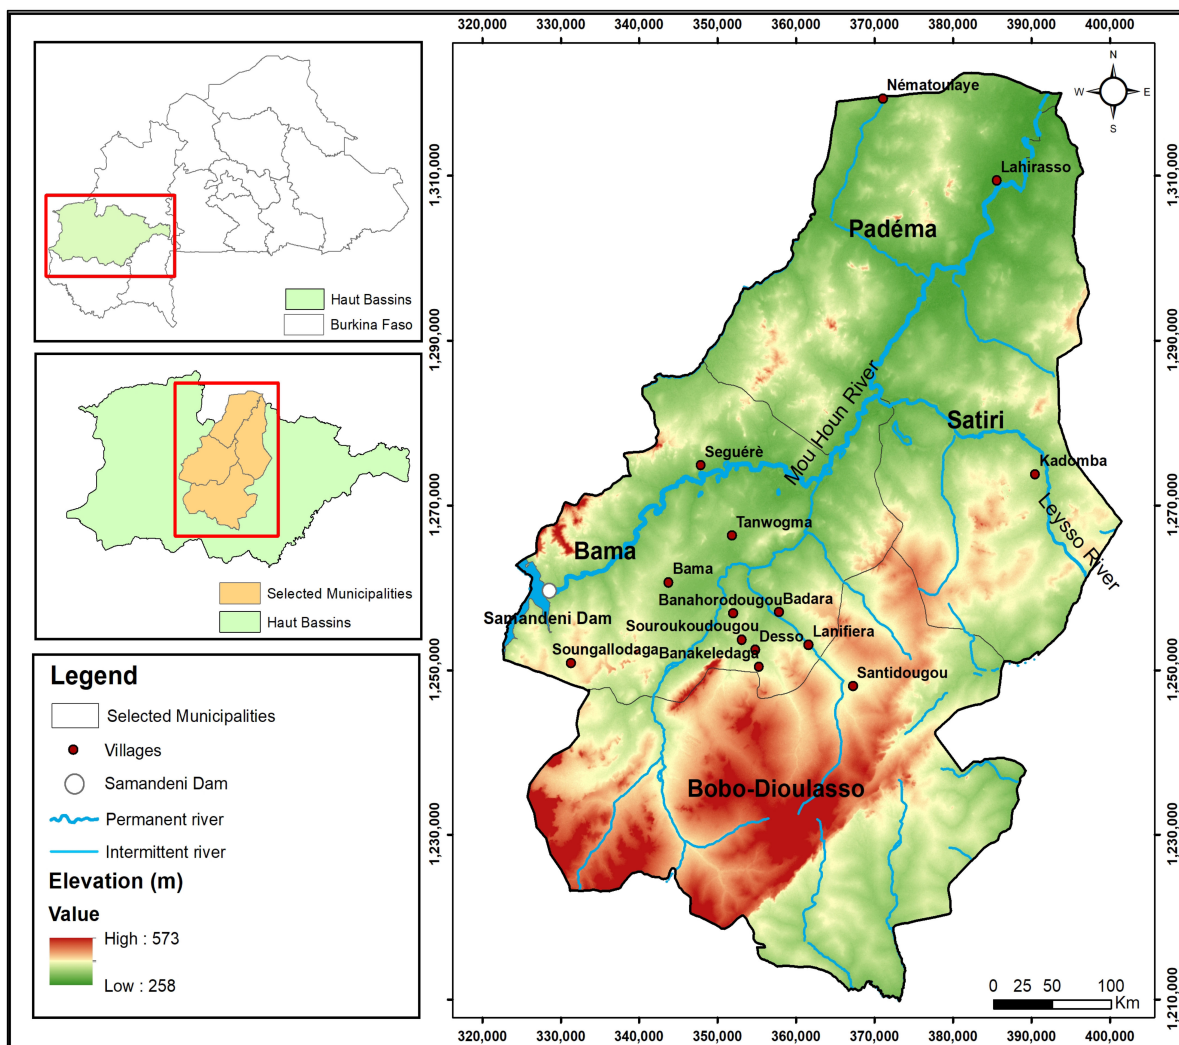 Haut Bassins
Burkina Faso
Selected Municipalities
Haut Bassins
Legend
Selected Municipalities
Villages
Samandeni Dam
Permanent river
Intermittent river
Elevation (m)
Value
High : 573
Low : 258
320,000 330,000 340,000 350,000 360,000 370,000 380,000 390,000 400,000
N
W E
S
1,310,000
1,290,000
1,270,000
1,250,000
1,230,000
1,210,000
1,310,000
1,290,000
1,270,000
1,250,000
1,230,000
1,210,000
Nématoulaye
Lahirasso
Padéma
Mou Houn River
Satiri
Seguérè
Kadomba
Leysso River
Tanwogma
Bama
Bama
Banahorodougou
Badara
Samandeni Dam
Souroukoudougou
Desso
Lanifiera
Soungallodaga
Banakeledaga
Santidougou
Bobo-Dioulasso
0 25 50 100
Km
320,000 330,000 340,000 350,000 360,000 370,000 380,000 390,000 400,000